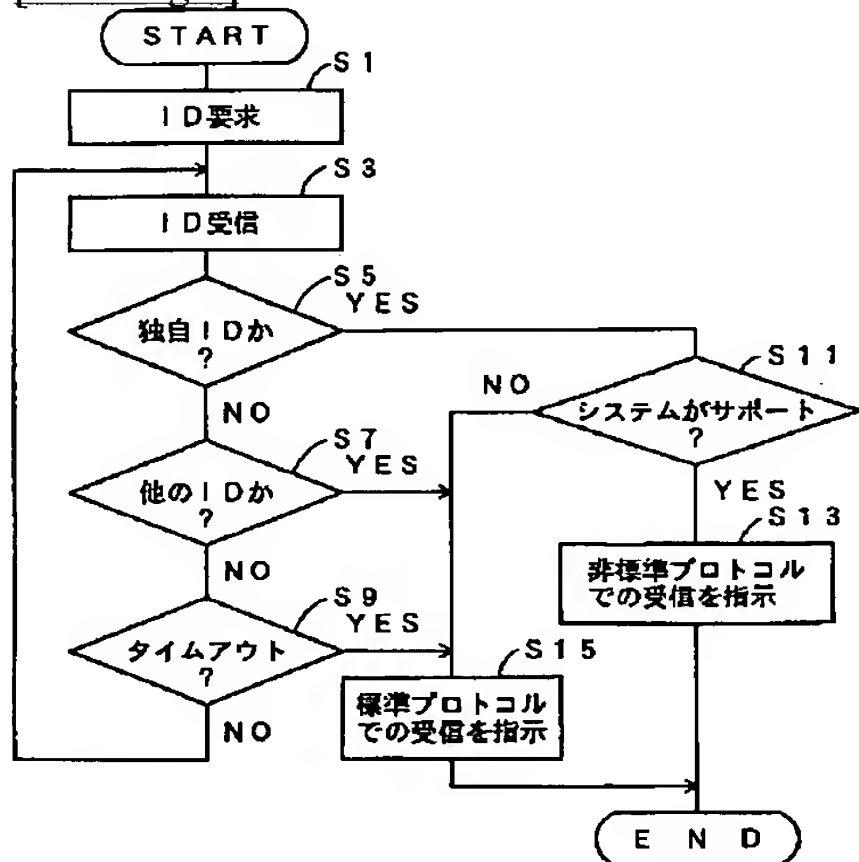 START
S1
ID要求
S3
ID受信
S5
YES
独自IDか
?
NO
S11
NO
システムがサポート
?
S7
YES
他のIDか
?
YES
S13
NO
非標準プロトコル
での受信を指示
S9
YES
タイムアウト
?
S15
標準プロトコル
での受信を指示
NO
END